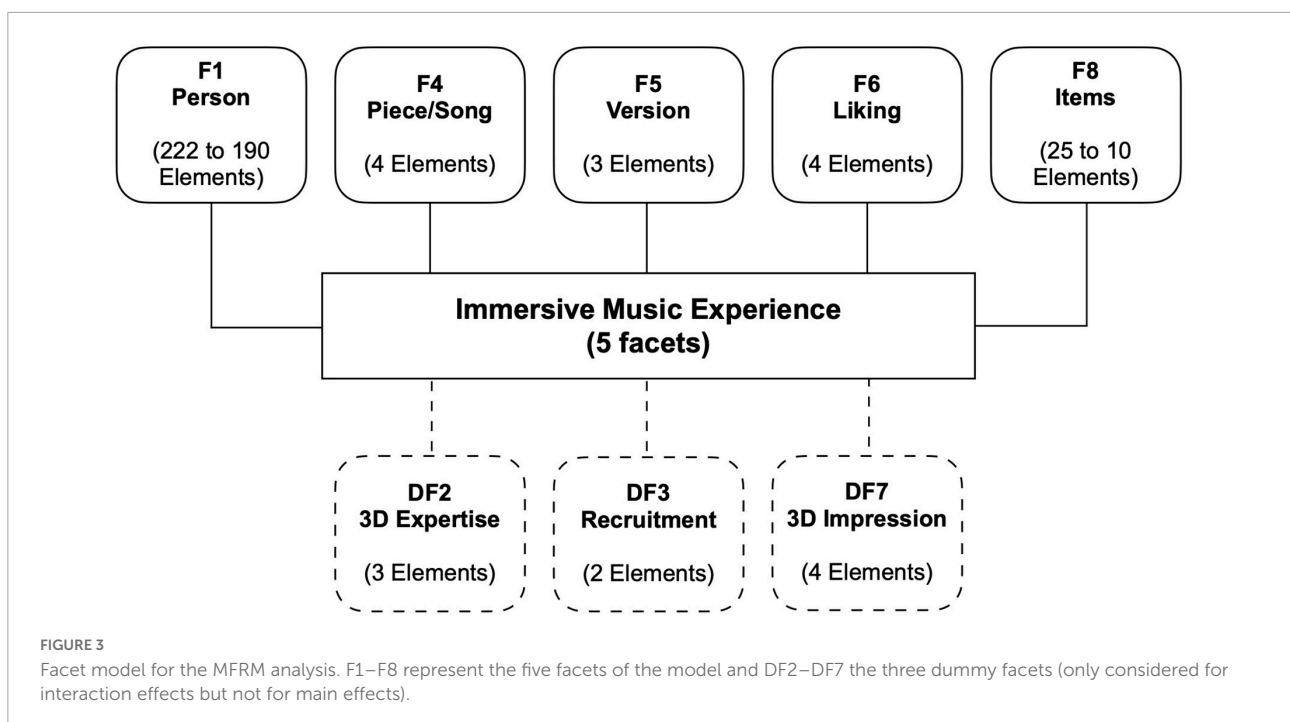 F1
Person
(222 to 190
Elements)
F4
Piece/Song
(4 Elements)
F5
Version
(3 Elements)
F6
Liking
(4 Elements)
F8
Items
(25 to 10
Elements)
Immersive Music Experience
(5 facets)
DF2
3D Expertise
(3 Elements)
DF3
Recruitment
(2 Elements)
DF7
3D Impression
(4 Elements)
FIGURE 3
Facet model for the MFRM analysis. F1–F8 represent the five facets of the model and DF2–DF7 the three dummy facets (only considered for
interaction effects but not for main effects).